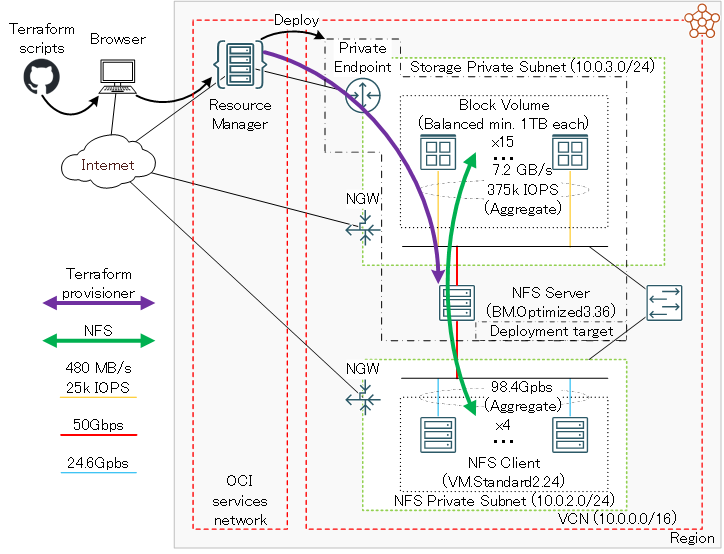 Terraform
scripts
Browser
Deploy
Resource
Manager
Private
Endpoint
Storage Private Subnet (10.0.3.0/24)
Block Volume
(Balanced min. 1TB each)
x15
...
7.2 GB/s
375k IOPS
(Aggregate)
Internet
NGW
Terraform
provisioner
NFS
480 MB/s
25k IOPS
50Gbps
24.6Gpbs
NFS Server
(BM.Optimized3.36)
Deployment target
NGW
98.4Gpbs
(Aggregate)
x4
...
NFS Client
(VM.Standard2.24)
NFS Private Subnet (10.0.2.0/24)
OCI
services
network
VCN (10.0.0.0/16)
Region